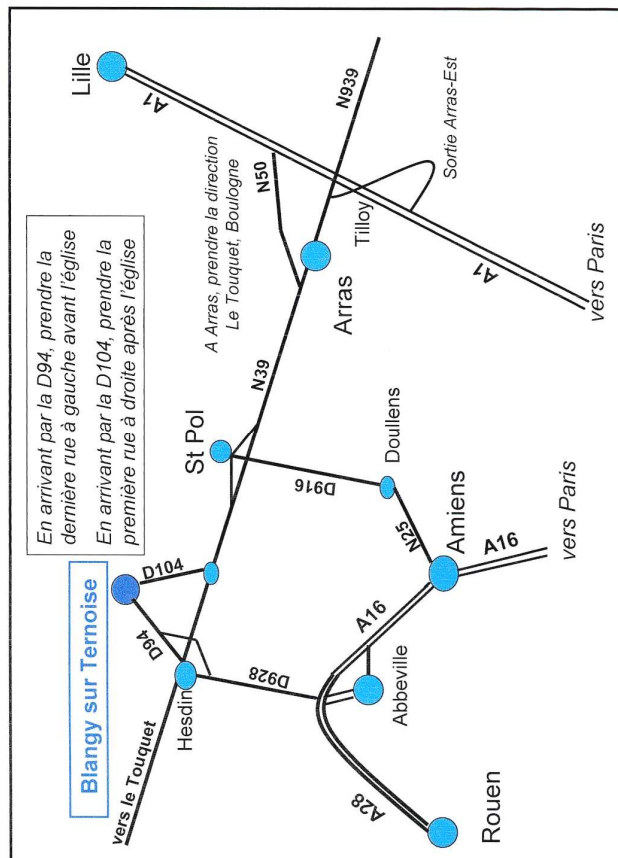 Blangy sur Ternoise
En arrivant par la D94, prendre la
dernière rue à gauche avant l'église
En arrivant par la D104, prendre la
première rue à droite après l'église
Lille
A1
N939
N50
A Arras, prendre la direction
Le Touquet, Boulogne
Sortie Arras-Est
Tilloy
Arras
A1
vers Paris
N39
St Pol
D104
D94
vers le Touquet
Hesdin
D916
Doullens
N25
Amiens
A16
vers Paris
D928
A16
Abbeville
A28
Rouen